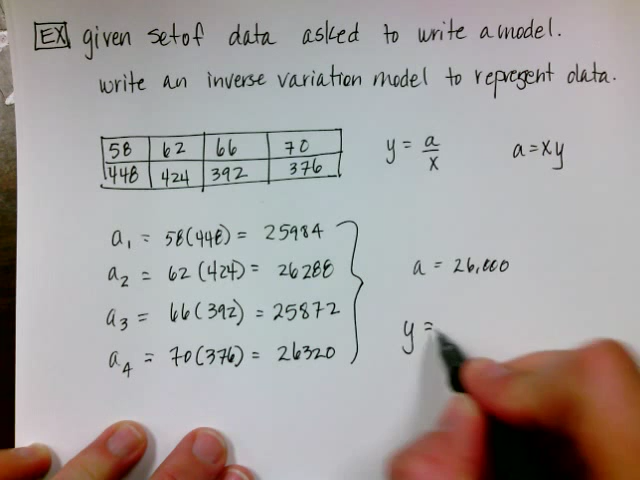 EX given set of data asked to write a model.
write an inverse variation model to represent data.
58 62 66 70
448 424 392 376
y = a/x
a = xy
a₁ = 58(448) = 25984
a₂ = 62(424) = 26288
a₃ = 66(392) = 25872
a₄ = 70(376) = 26320
a = 26,000
y =